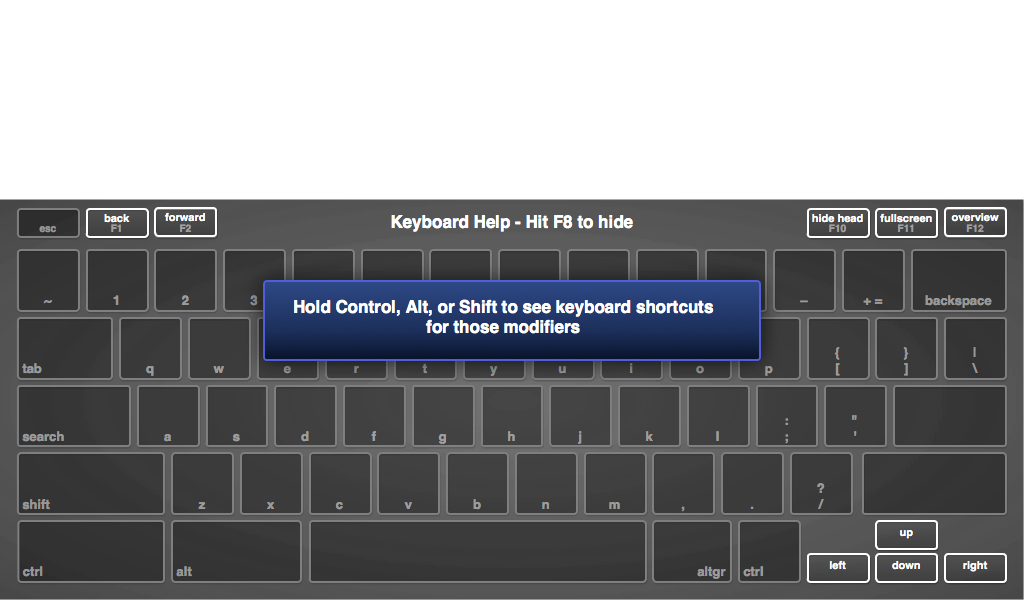 esc back F1 forward F2 Keyboard Help - Hit F8 to hide hide head F10 fullscreen F11 overview F12
~ 1 2 3 – + = backspace
Hold Control, Alt, or Shift to see keyboard shortcuts
for those modifiers
tab q w e r t y u i o p { [ } ] | \
search a s d f g h j k l : ; " '
shift z x c v b n m , . ? /
up
ctrl alt altgr ctrl left down right